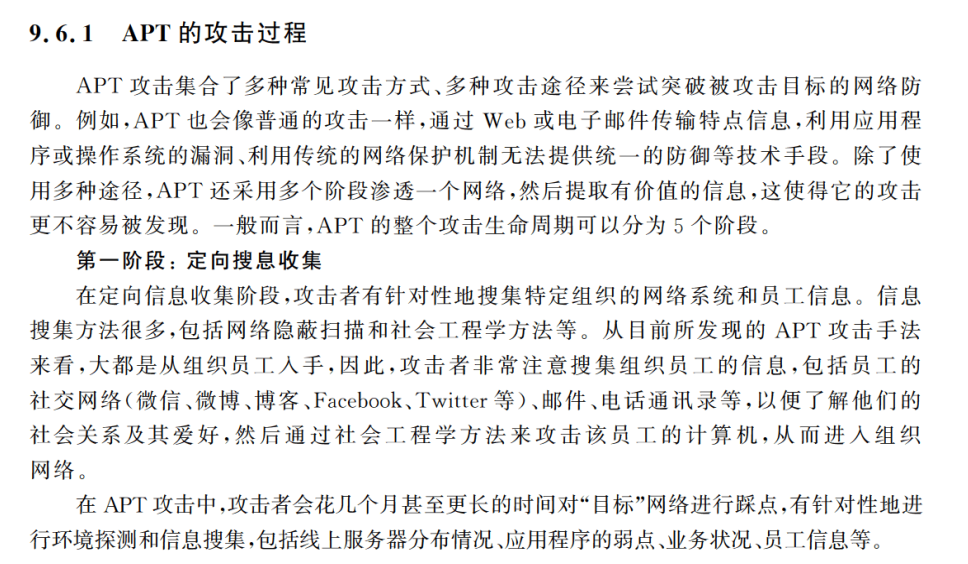 9.6.1 APT 的攻击过程
APT 攻击集合了多种常见攻击方式、多种攻击途径来尝试突破被攻击目标的网络防
御。例如,APT 也会像普通的攻击一样,通过 Web 或电子邮件传输特点信息,利用应用程
序或操作系统的漏洞、利用传统的网络保护机制无法提供统一的防御等技术手段。除了使
用多种途径,APT 还采用多个阶段渗透一个网络,然后提取有价值的信息,这使得它的攻击
更不容易被发现。一般而言,APT 的整个攻击生命周期可以分为 5 个阶段。
第一阶段:定向搜息收集
在定向信息收集阶段,攻击者有针对性地搜集特定组织的网络系统和员工信息。信息
搜集方法很多,包括网络隐蔽扫描和社会工程学方法等。从目前所发现的 APT 攻击手法
来看,大都是从组织员工入手,因此,攻击者非常注意搜集组织员工的信息,包括员工的
社交网络(微信、微博、博客、Facebook、Twitter 等)、邮件、电话通讯录等,以便了解他们的
社会关系及其爱好,然后通过社会工程学方法来攻击该员工的计算机,从而进入组织
网络。
在 APT 攻击中,攻击者会花几个月甚至更长的时间对“目标”网络进行踩点,有针对性地进
行环境探测和信息搜集,包括线上服务器分布情况、应用程序的弱点、业务状况、员工信息等。